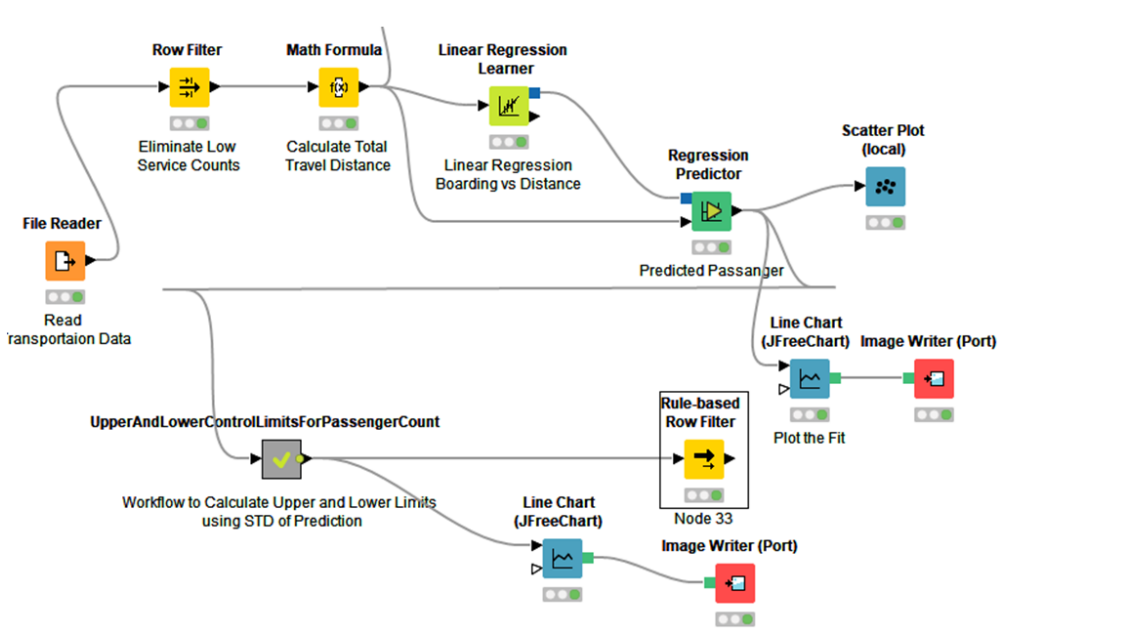 Row Filter
Eliminate Low
Service Counts
Math Formula
f(x)
Calculate Total
Travel Distance
Linear Regression
Learner
Linear Regression
Boarding vs Distance
Regression
Predictor
Predicted Passanger
Scatter Plot
(local)
File Reader
Read
ransportaion Data
Line Chart
(JFreeChart)
Plot the Fit
Image Writer (Port)
UpperAndLowerControlLimitsForPassengerCount
Workflow to Calculate Upper and Lower Limits
using STD of Prediction
Rule-based
Row Filter
Node 33
Line Chart
(JFreeChart)
Image Writer (Port)